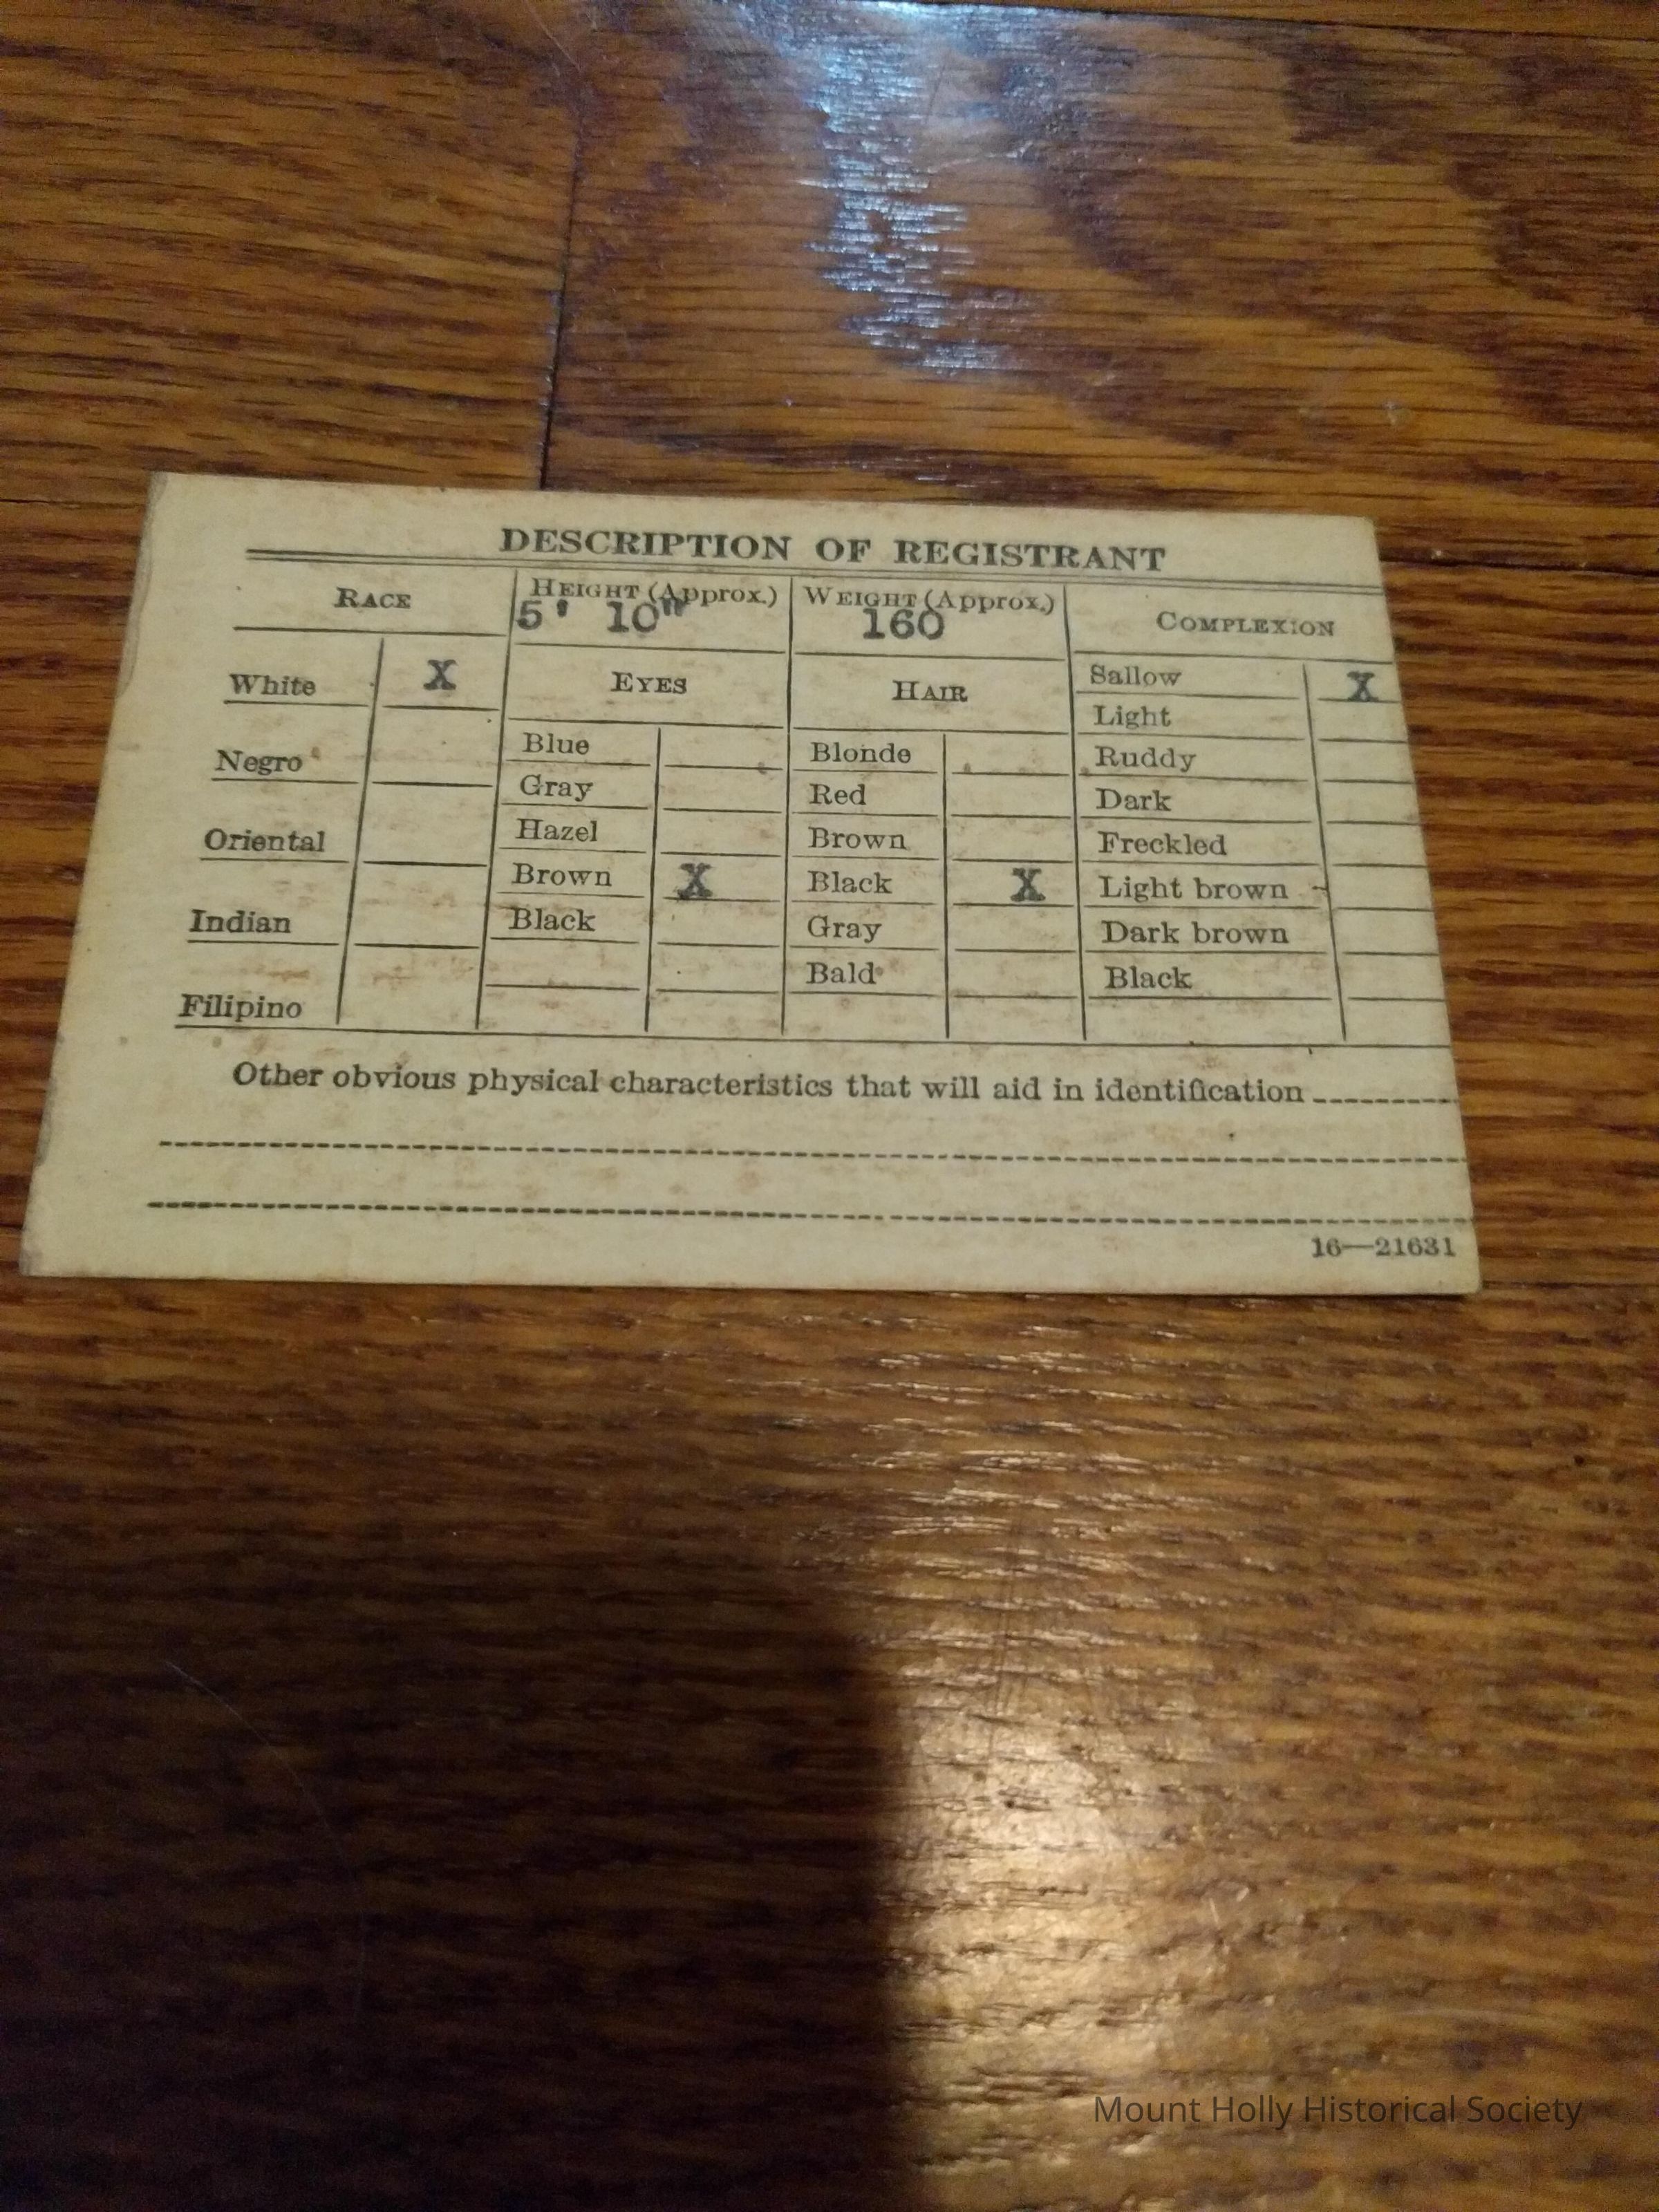 DESCRIPTION OF REGISTRANT
RACE
HEIGHT (Approx.)
5' 10"
WEIGHT (Approx.)
160
COMPLEXION
White X
Negro
Oriental
Indian
Filipino
EYES
Blue
Gray
Hazel
Brown X
Black
HAIR
Blonde
Red
Brown
Black X
Gray
Bald
Sallow X
Light
Ruddy
Dark
Freckled
Light brown
Dark brown
Black
Other obvious physical characteristics that will aid in identification
16—21631
Mount Holly Historical Society